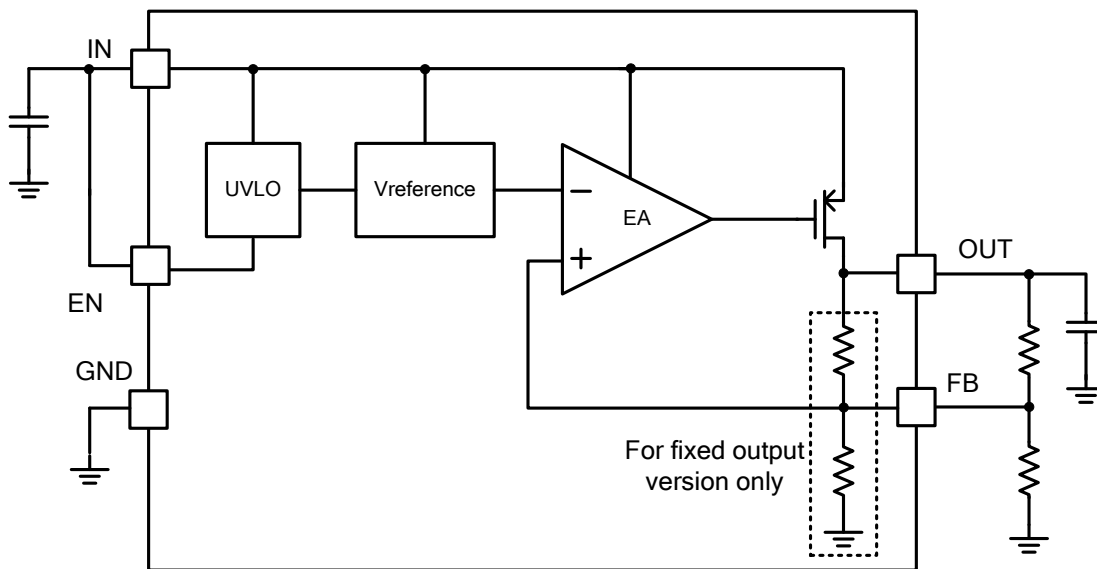 IN
UVLO
Vreference
−
EA
+
OUT
EN
GND
FB
For fixed output
version only